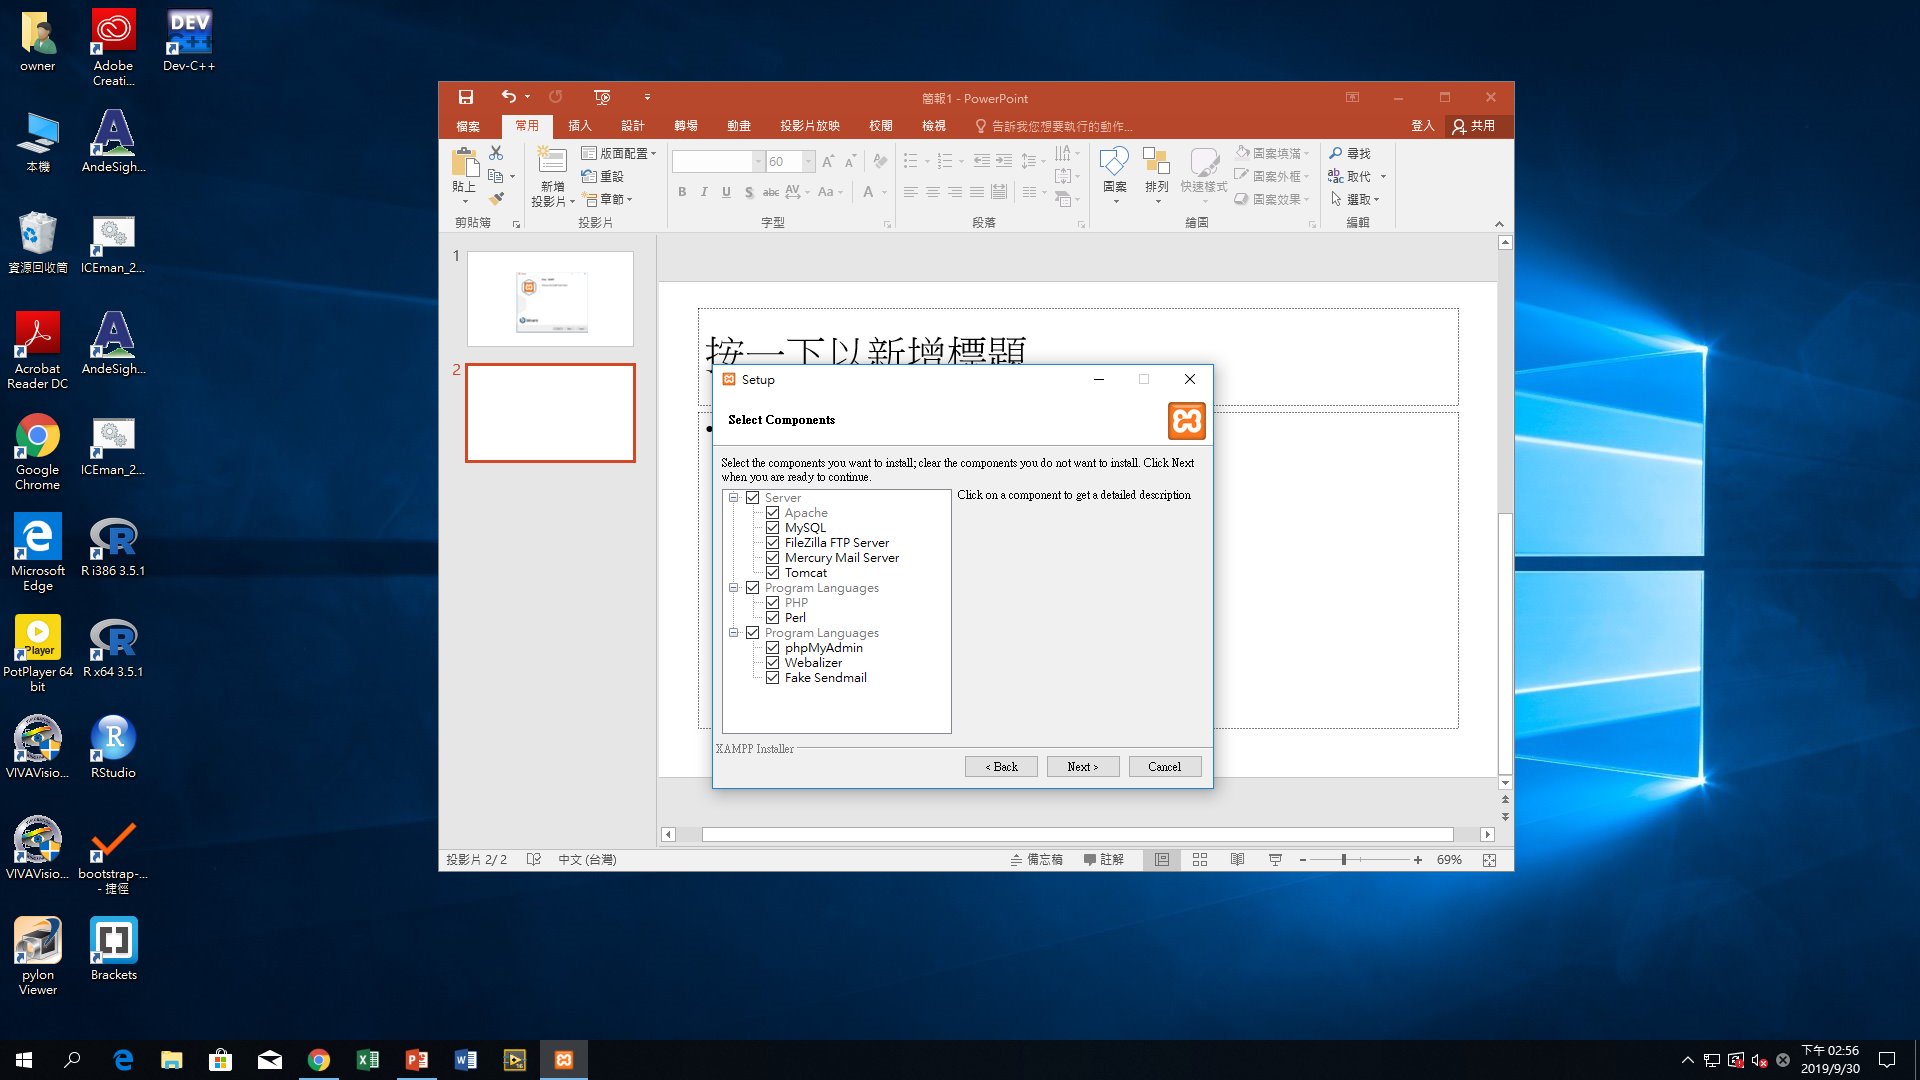 owner
Adobe
Creati...
Dev-C++
本機
AndeSigh...
資源回收筒
ICEman_2...
Acrobat
Reader DC
AndeSigh...
Google
Chrome
ICEman_2...
Microsoft
Edge
R i386 3.5.1
Player
PotPlayer 64
bit
R x64 3.5.1
VIVAVisio...
RStudio
VIVAVisio...
bootstrap-...
- 捷徑
pylon
Viewer
Brackets
簡報1 - PowerPoint
檔案 常用 插入 設計 轉場 動畫 投影片放映 校閱 檢視 告訴我您想要執行的動作... 登入 共用
貼上
剪貼簿
新增
投影片
版面配置
重設
章節
投影片
60
B I U S abc AV Aa A
字型
段落
圖案
排列
快速樣式
圖案填滿
圖案外框
圖案效果
繪圖
尋找
取代
選取
編輯
1
2
按一下以新增標題
Setup
Select Components
Select the components you want to install; clear the components you do not want to install. Click Next
when you are ready to continue.
Server
Apache
MySQL
FileZilla FTP Server
Mercury Mail Server
Tomcat
Program Languages
PHP
Perl
Program Languages
phpMyAdmin
Webalizer
Fake Sendmail
Click on a component to get a detailed description
XAMPP Installer
< Back
Next >
Cancel
投影片 2/ 2 中文 (台灣) 備忘稿 註解 69%
下午 02:56
2019/9/30